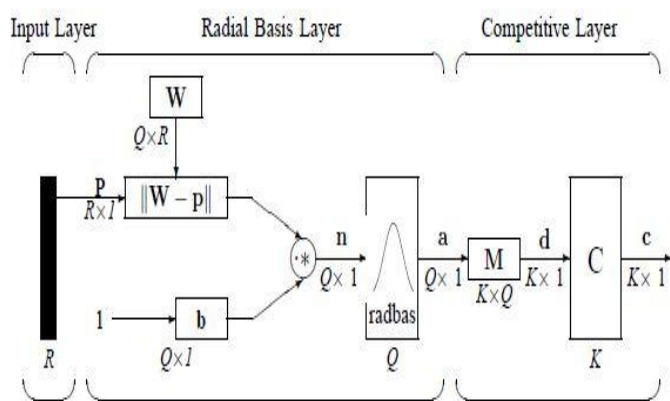 Input Layer Radial Basis Layer Competitive Layer
W
Q×R
P
R×1
||W – p||
·*
n
Q × 1
radbas
a
Q × 1
M
K×Q
d
K × 1
C
c
K × 1
1
b
Q×1
R
Q
K